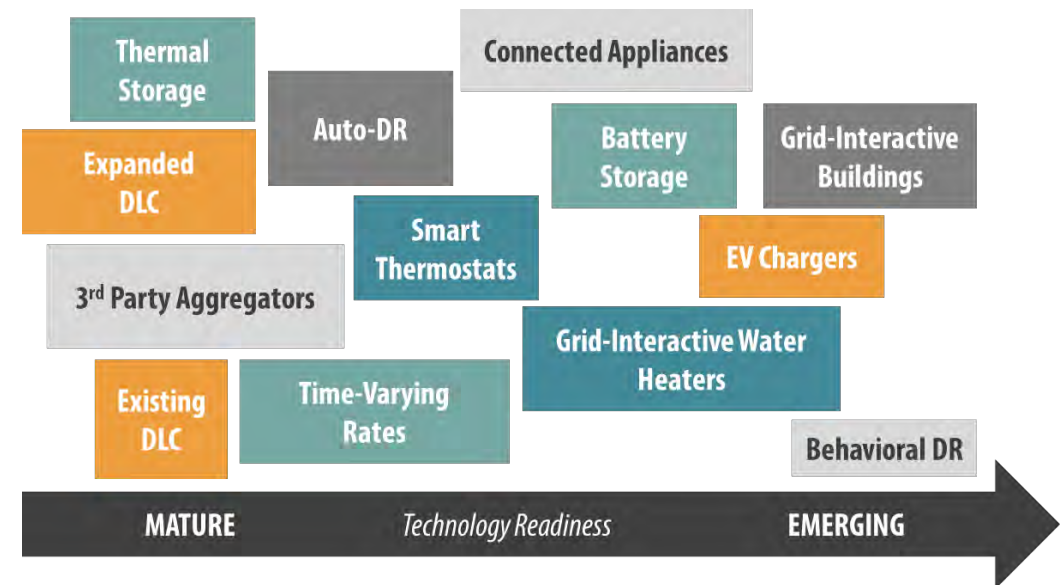 Thermal
Storage
Connected Appliances
Auto-DR
Battery
Storage
Grid-Interactive
Buildings
Expanded
DLC
Smart
Thermostats
EV Chargers
3rd Party Aggregators
Grid-Interactive Water
Heaters
Existing
DLC
Time-Varying
Rates
Behavioral DR
MATURE
Technology Readiness
EMERGING